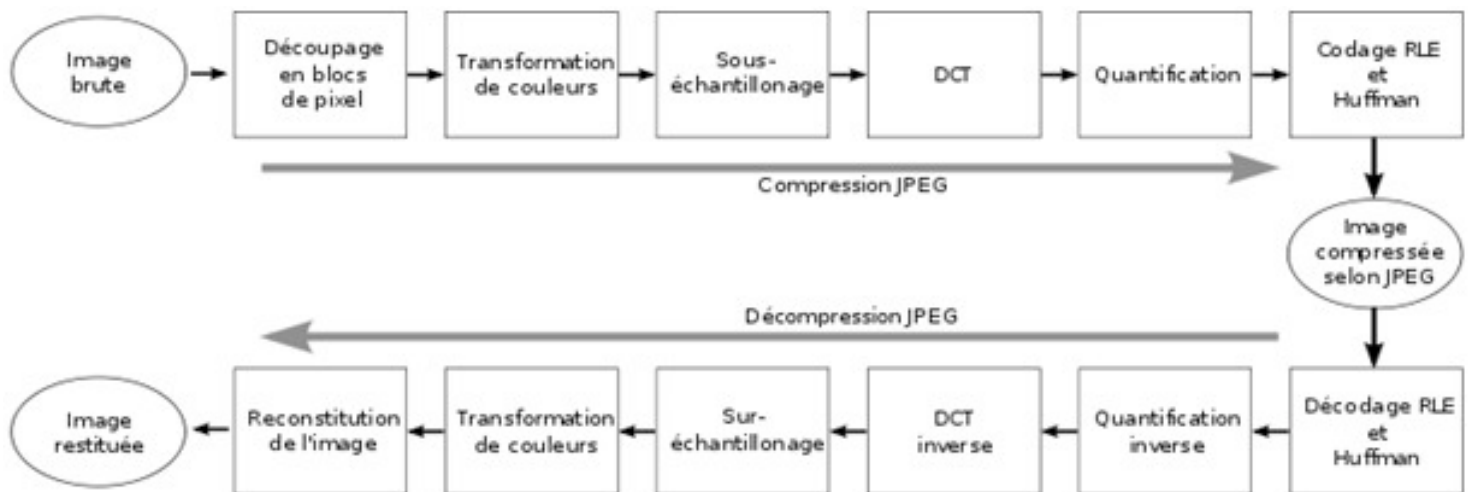 Image
brute
Découpage
en blocs
de pixel
Transformation
de couleurs
Sous-
échantillonage
DCT
Quantification
Codage RLE
et
Huffman
Compression JPEG
Image
compressée
selon JPEG
Décompression JPEG
Image
restituée
Reconstitution
de l'image
Transformation
de couleurs
Sur-
échantillonage
DCT
inverse
Quantification
inverse
Décodage RLE
et
Huffman